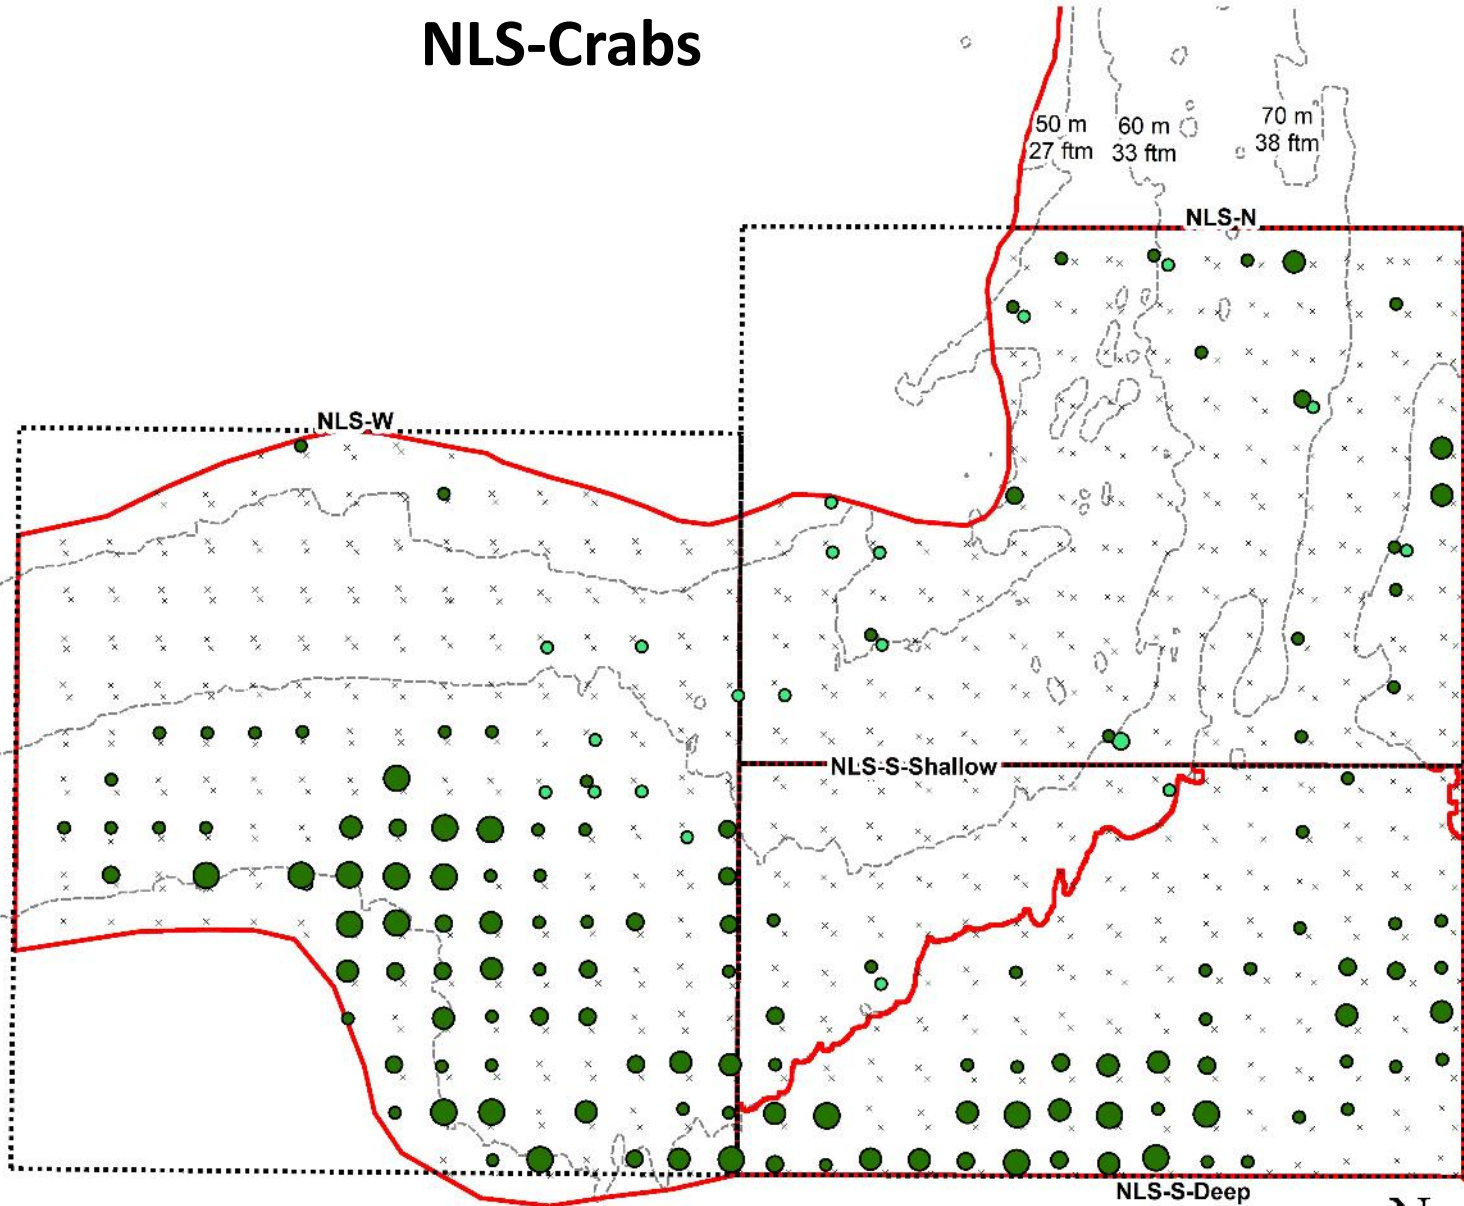 NLS-Crabs
50 m
27 ftm
60 m
33 ftm
70 m
38 ftm
NLS-N
NLS-W
NLS-S-Shallow
NLS-S-Deep